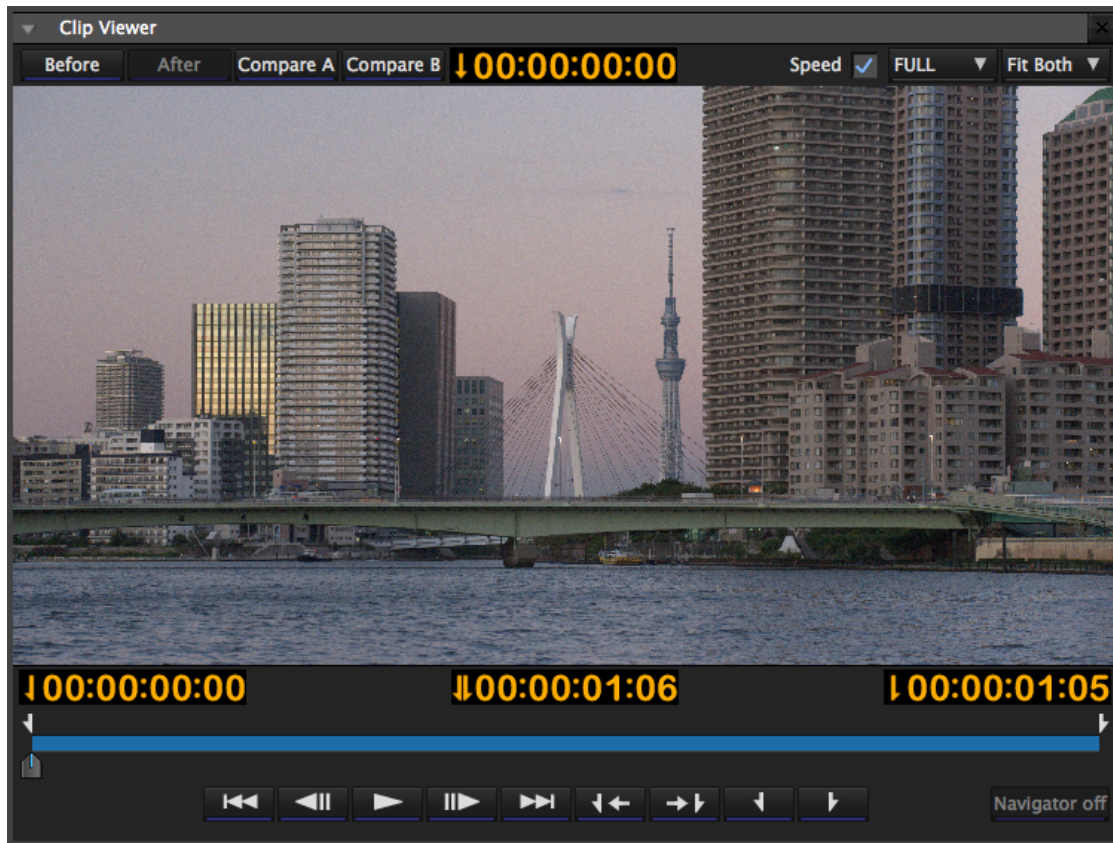 Clip Viewer
Before After Compare A Compare B 00:00:00:00 Speed FULL Fit Both
00:00:00:00 00:00:01:06 00:00:01:05
Navigator off